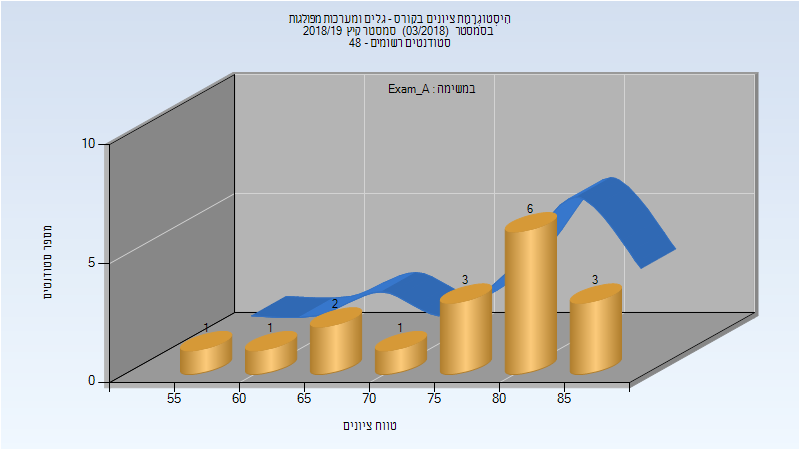 היסטוגרמת ציונים בקורס - גלים ומערכות מפולגות
בסמסטר (03/2018) סמסטר קיץ 2018/19
סטודנטים רשומים - 48
במשימה : Exam_A
10
5
0
מספר סטודנטים
1
1
2
1
3
6
3
55
60
65
70
75
80
85
טווח ציונים